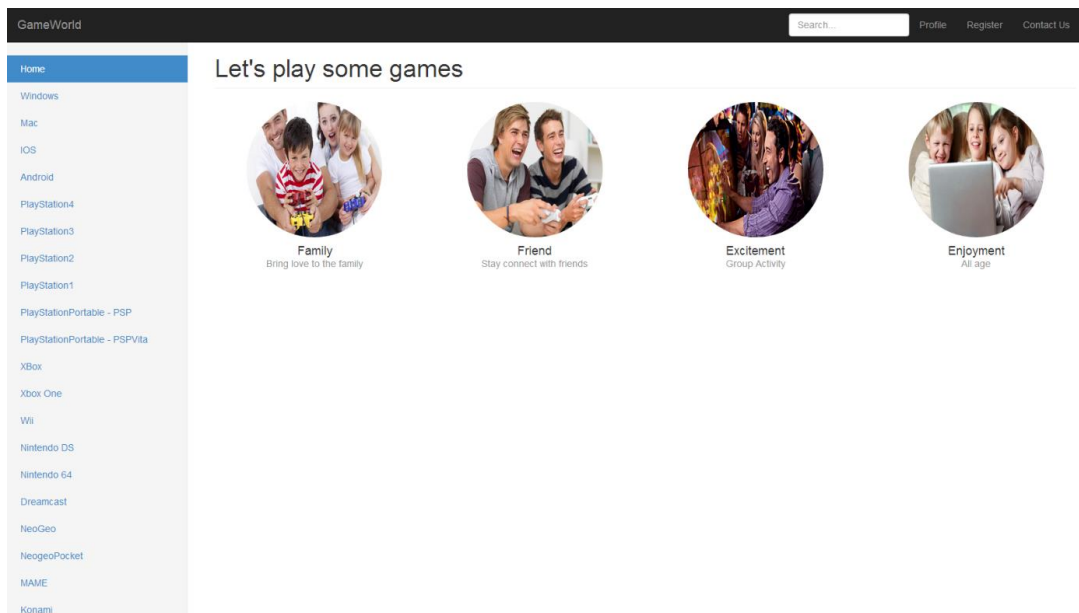 GameWorld
Search...
Profile
Register
Contact Us
Home
Windows
Mac
IOS
Android
PlayStation4
PlayStation3
PlayStation2
PlayStation1
PlayStationPortable - PSP
PlayStationPortable - PSPVita
XBox
Xbox One
Wii
Nintendo DS
Nintendo 64
Dreamcast
NeoGeo
NeogeoPocket
MAME
Konami
Let's play some games
Family
Bring love to the family
Friend
Stay connect with friends
Excitement
Group Activity
Enjoyment
All age